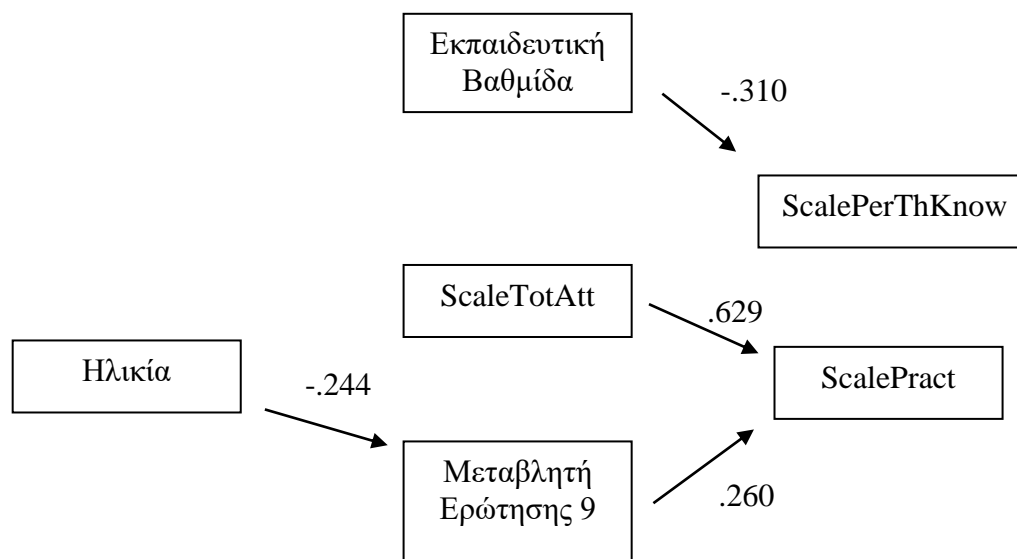 Εκπαιδευτική
Βαθμίδα
-.310
ScalePerThKnow
ScaleTotAtt
.629
Ηλικία
-.244
ScalePract
Μεταβλητή
Ερώτησης 9
.260